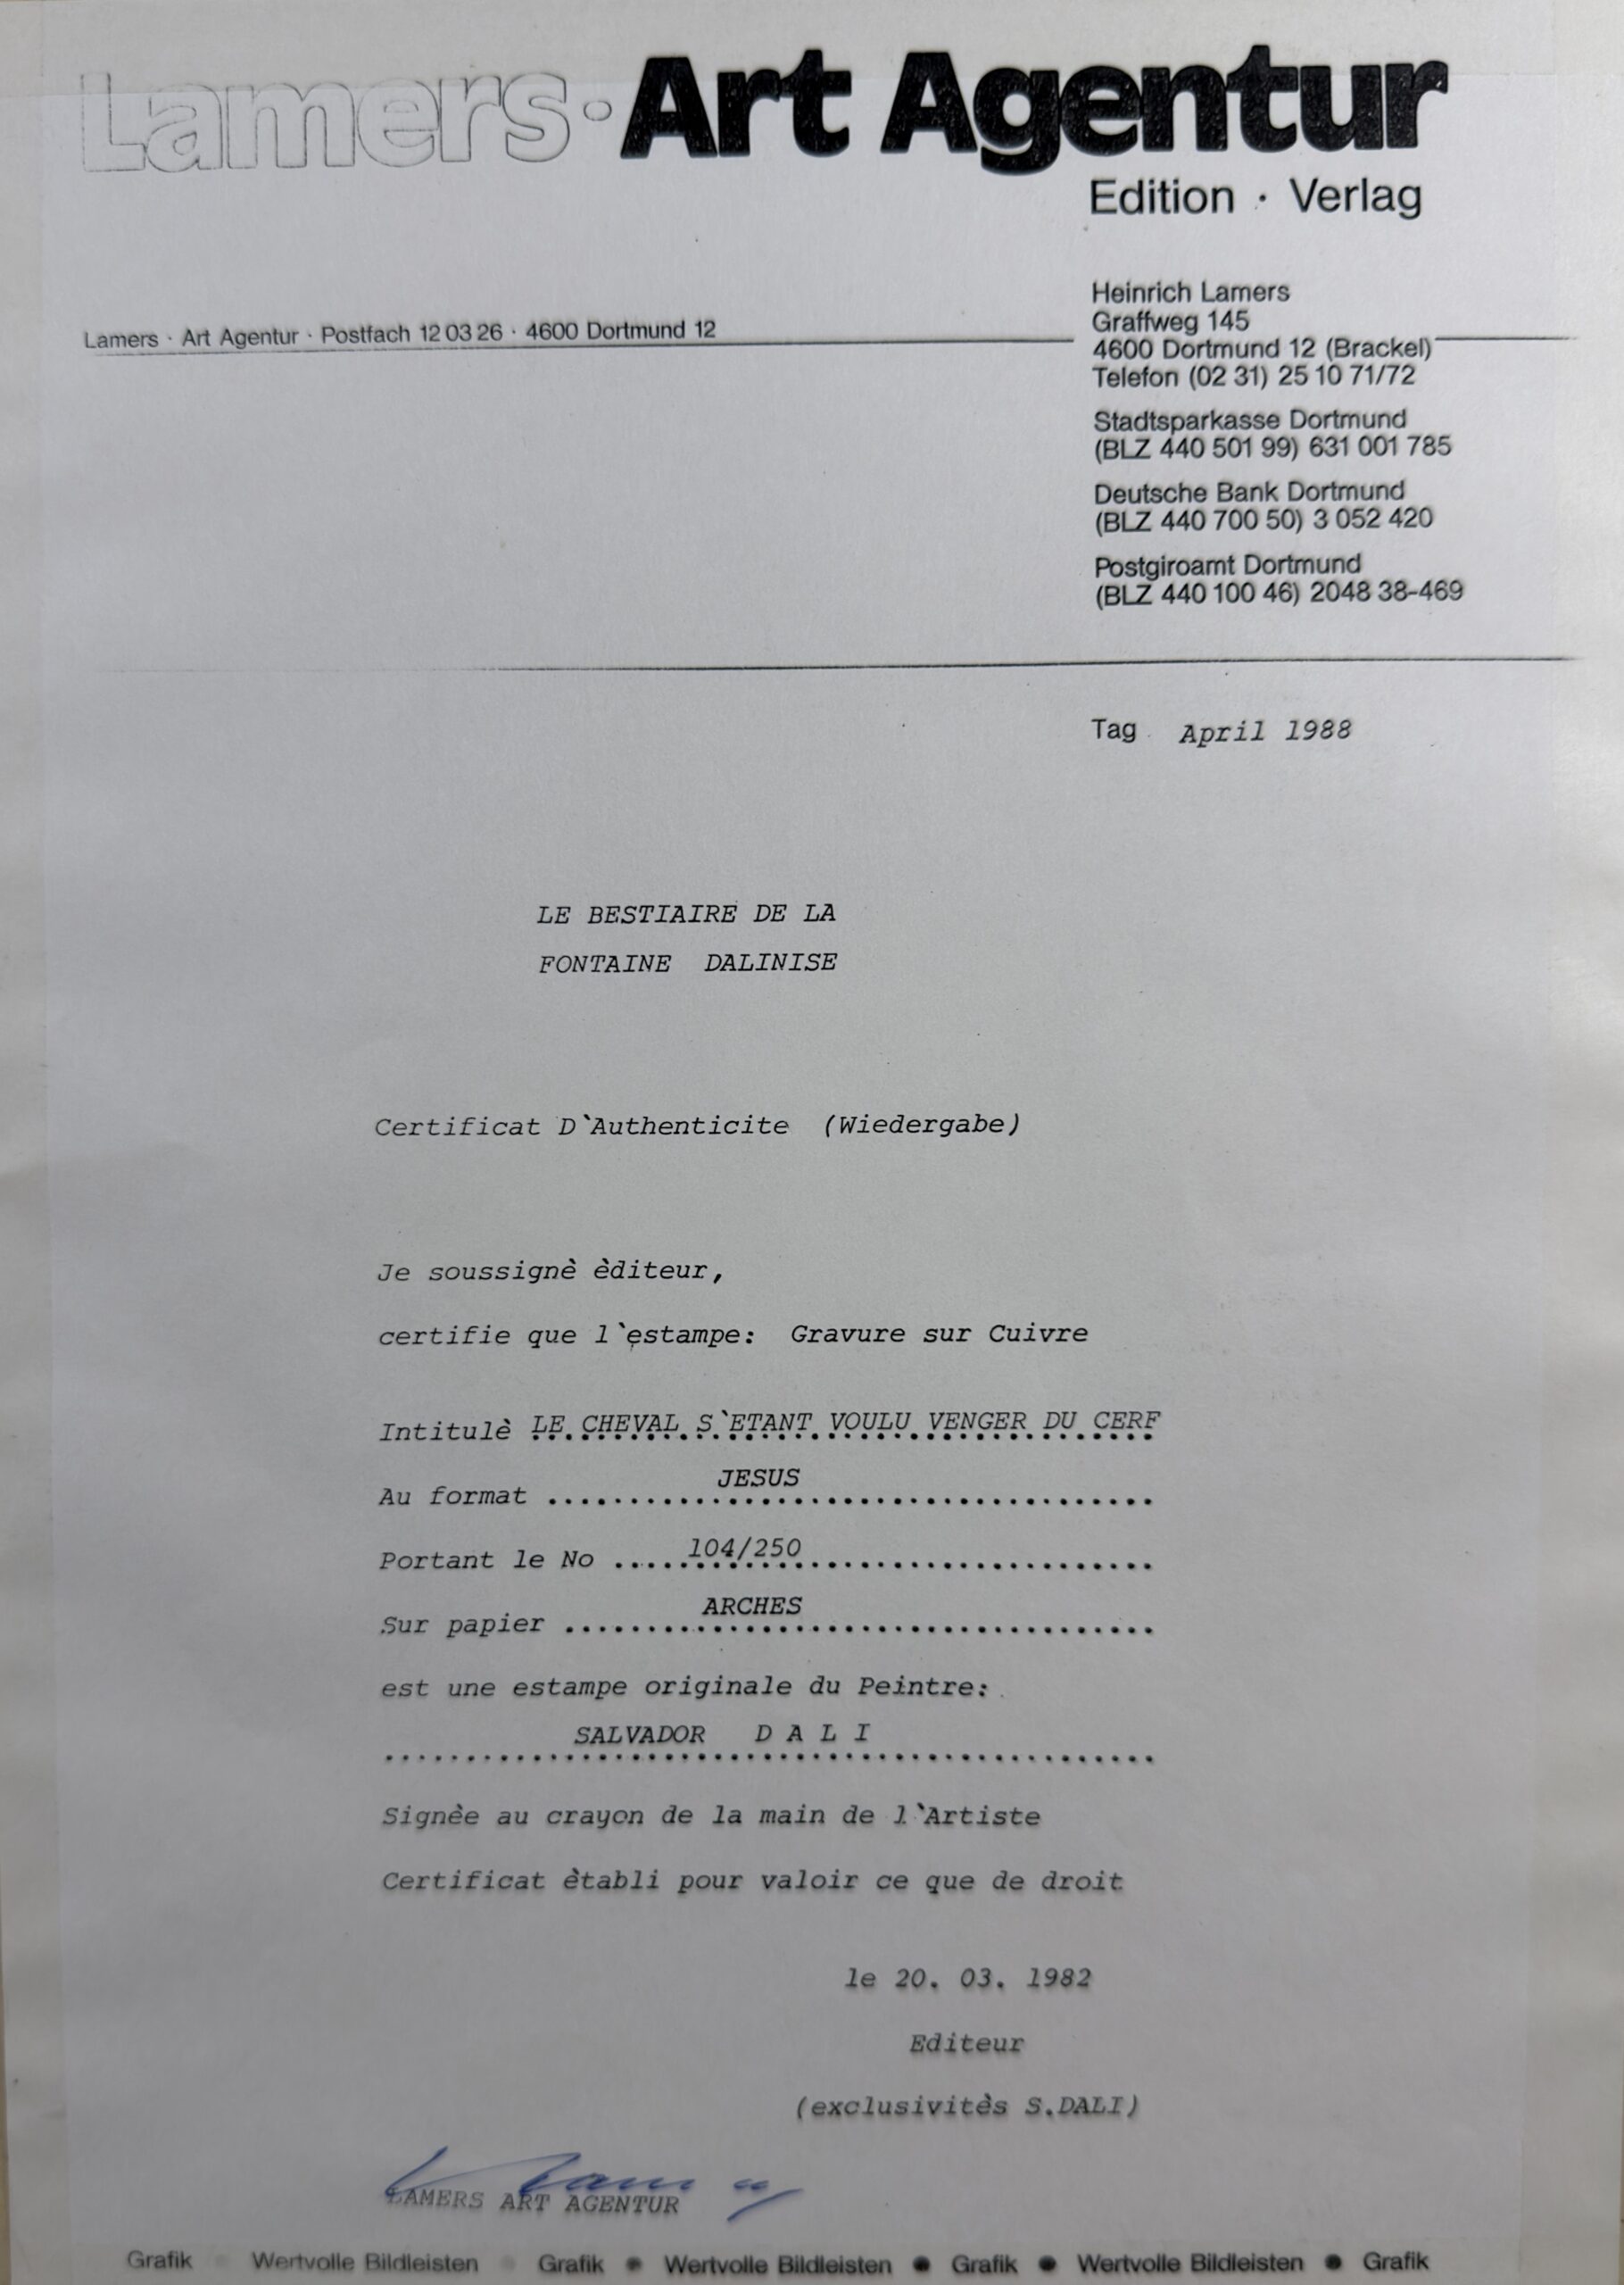 Lamers · Art Agentur
Edition · Verlag
Lamers · Art Agentur · Postfach 12 03 26 · 4600 Dortmund 12
Heinrich Lamers
Graffweg 145
4600 Dortmund 12 (Brackel)
Telefon (02 31) 25 10 71/72
Stadtsparkasse Dortmund
(BLZ 440 501 99) 631 001 785
Deutsche Bank Dortmund
(BLZ 440 700 50) 3 052 420
Postgiroamt Dortmund
(BLZ 440 100 46) 2048 38-469
Tag April 1988
LE BESTIAIRE DE LA
FONTAINE DALINISE
Certificat D`Authenticite (Wiedergabe)
Je soussignè èditeur,
certifie que l`estampe: Gravure sur Cuivre
Intitulè LE CHEVAL S`ETANT VOULU VENGER DU CERF
Au format JESUS
Portant le No 104/250
Sur papier ARCHES
est une estampe originale du Peintre:
SALVADOR D A L I
Signèe au crayon de la main de l`Artiste
Certificat ètabli pour valoir ce que de droit
le 20. 03. 1982
Editeur
(exclusivitès S.DALI)
LAMERS ART AGENTUR
Grafik • Wertvolle Bildleisten • Grafik • Wertvolle Bildleisten • Grafik • Wertvolle Bildleisten • Grafik